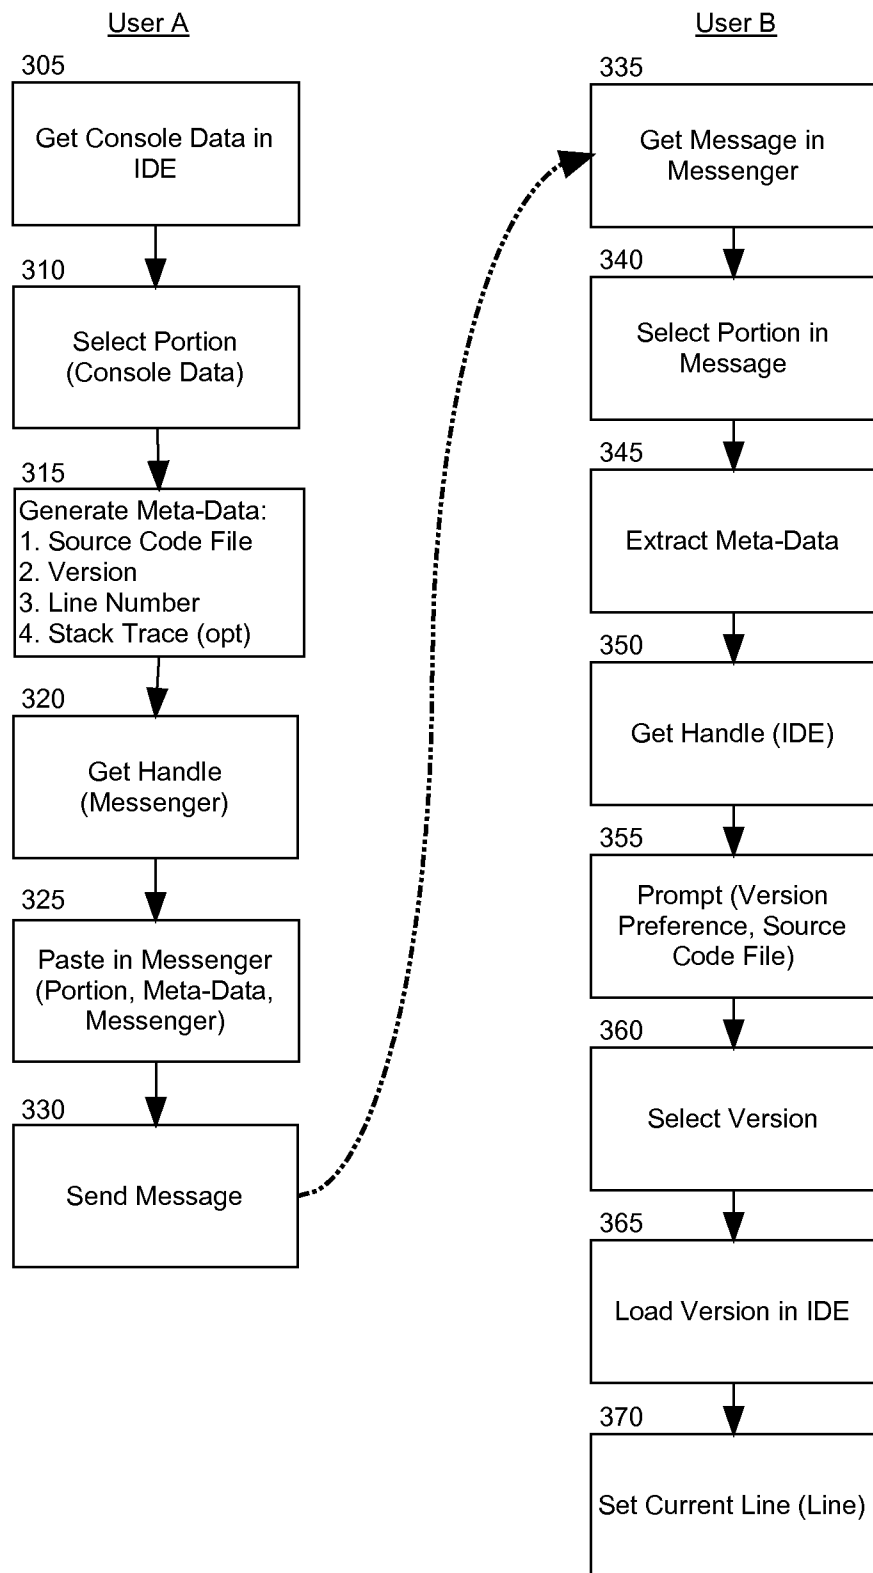 User A
305
Get Console Data in
IDE
310
Select Portion
(Console Data)
315
Generate Meta-Data:
1. Source Code File
2. Version
3. Line Number
4. Stack Trace (opt)
320
Get Handle
(Messenger)
325
Paste in Messenger
(Portion, Meta-Data,
Messenger)
330
Send Message
User B
335
Get Message in
Messenger
340
Select Portion in
Message
345
Extract Meta-Data
350
Get Handle (IDE)
355
Prompt (Version
Preference, Source
Code File)
360
Select Version
365
Load Version in IDE
370
Set Current Line (Line)